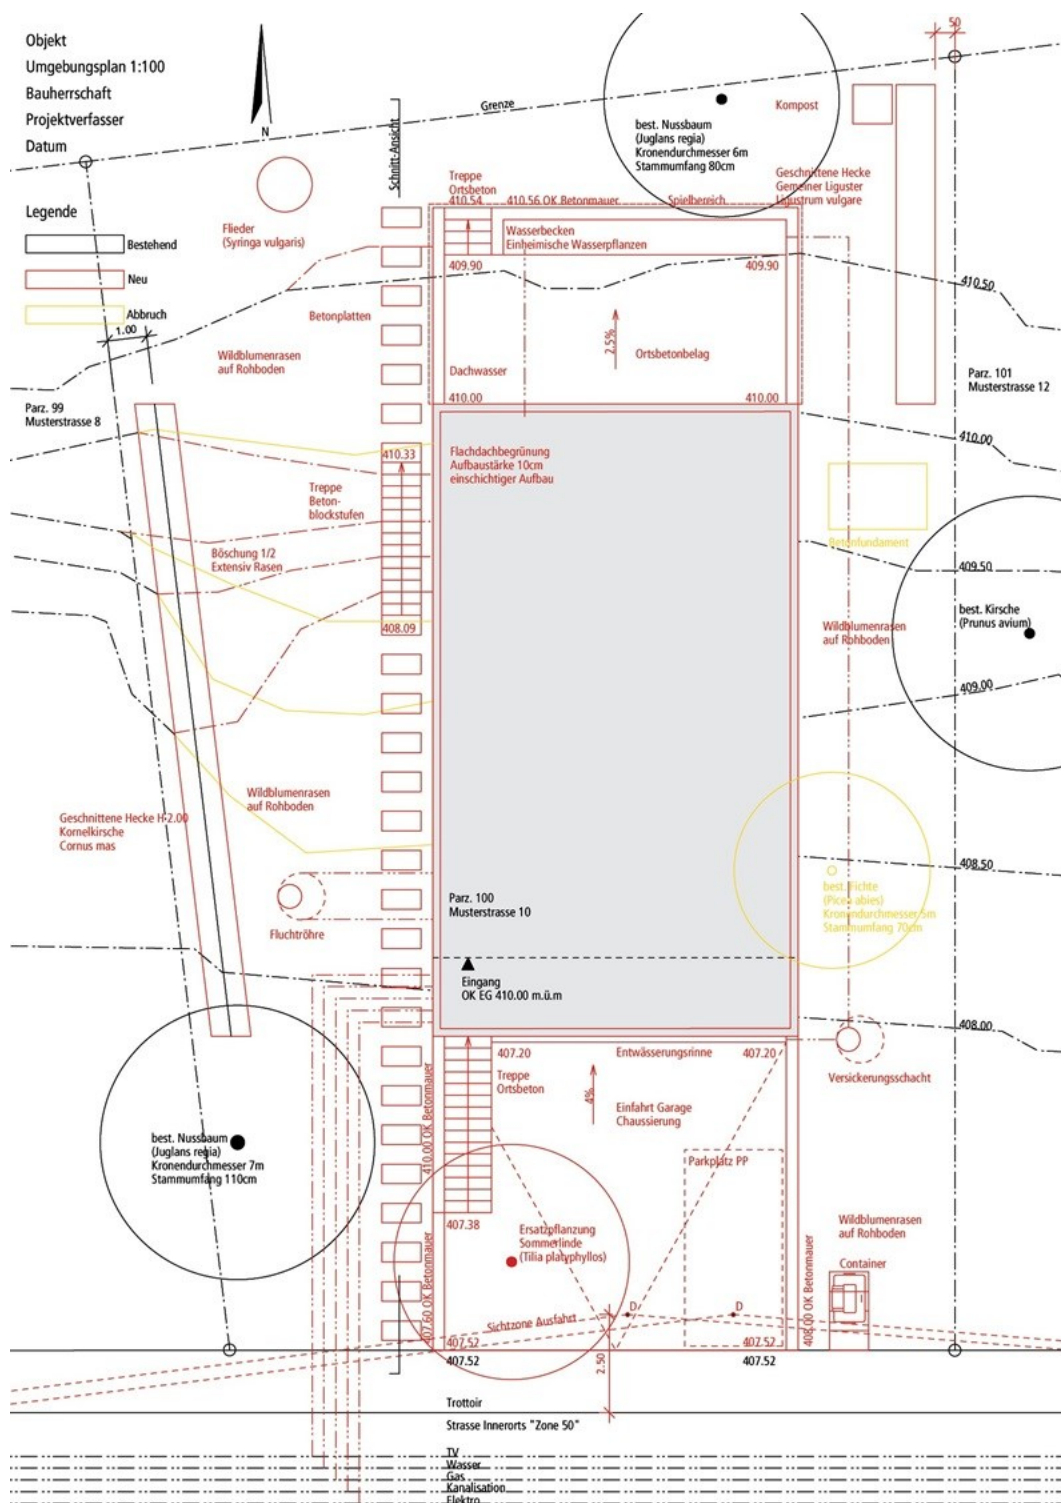 Objekt
Umgebungsplan 1:100
Bauherrschaft
Projektverfasser
Datum
N
Schnitt-Ansicht
Grenze
50
Kompost
best. Nussbaum
(Juglans regia)
Kronendurchmesser 6m
Stammumfang 80cm
Legende
Bestehend
Neu
Abbruch
1.00
Flieder
(Syringa vulgaris)
Treppe
Ortsbeton
410.54
410.56 OK Betonmauer
Spielbereich
Geschnittene Hecke
Gemeiner Liguster
Ligustrum vulgare
Wasserbecken
Einheimische Wasserpflanzen
409.90
409.90
410.50
Betonplatten
2.5%
Ortsbetonbelag
Wildblumenrasen
auf Rohboden
Dachwasser
410.00
410.00
Parz. 101
Musterstrasse 12
Parz. 99
Musterstrasse 8
410.00
410.33
Flachdachbegrünung
Aufbaustärke 10cm
einschichtiger Aufbau
Treppe
Beton-
blockstufen
Betonfundament
Böschung 1/2
Extensiv Rasen
409.50
best. Kirsche
(Prunus avium)
408.09
Wildblumenrasen
auf Rohboden
409.00
Wildblumenrasen
auf Rohboden
Geschnittene Hecke H 2.00
Kornelkirsche
Cornus mas
408.50
best. Fichte
(Picea abies)
Kronendurchmesser 5m
Stammumfang 70cm
Parz. 100
Musterstrasse 10
Fluchtröhre
Eingang
OK EG 410.00 m.ü.m
408.00
407.20
Entwässerungsrinne
407.20
Treppe
Ortsbeton
Versickerungsschacht
4%
Einfahrt Garage
Chaussierung
410.00 OK Betonmauer
best. Nussbaum
(Juglans regia)
Kronendurchmesser 7m
Stammumfang 110cm
Parkplatz PP
407.38
Ersatzpflanzung
Sommerlinde
(Tilia platyphyllos)
Wildblumenrasen
auf Rohboden
Container
407.60 OK Betonmauer
408.00 OK Betonmauer
Sichtzone Ausfahrt
D
D
407.52
407.52
407.52
407.52
2.50
Trottoir
Strasse Innerorts "Zone 50"
TV
Wasser
Gas
Kanalisation
Elektro